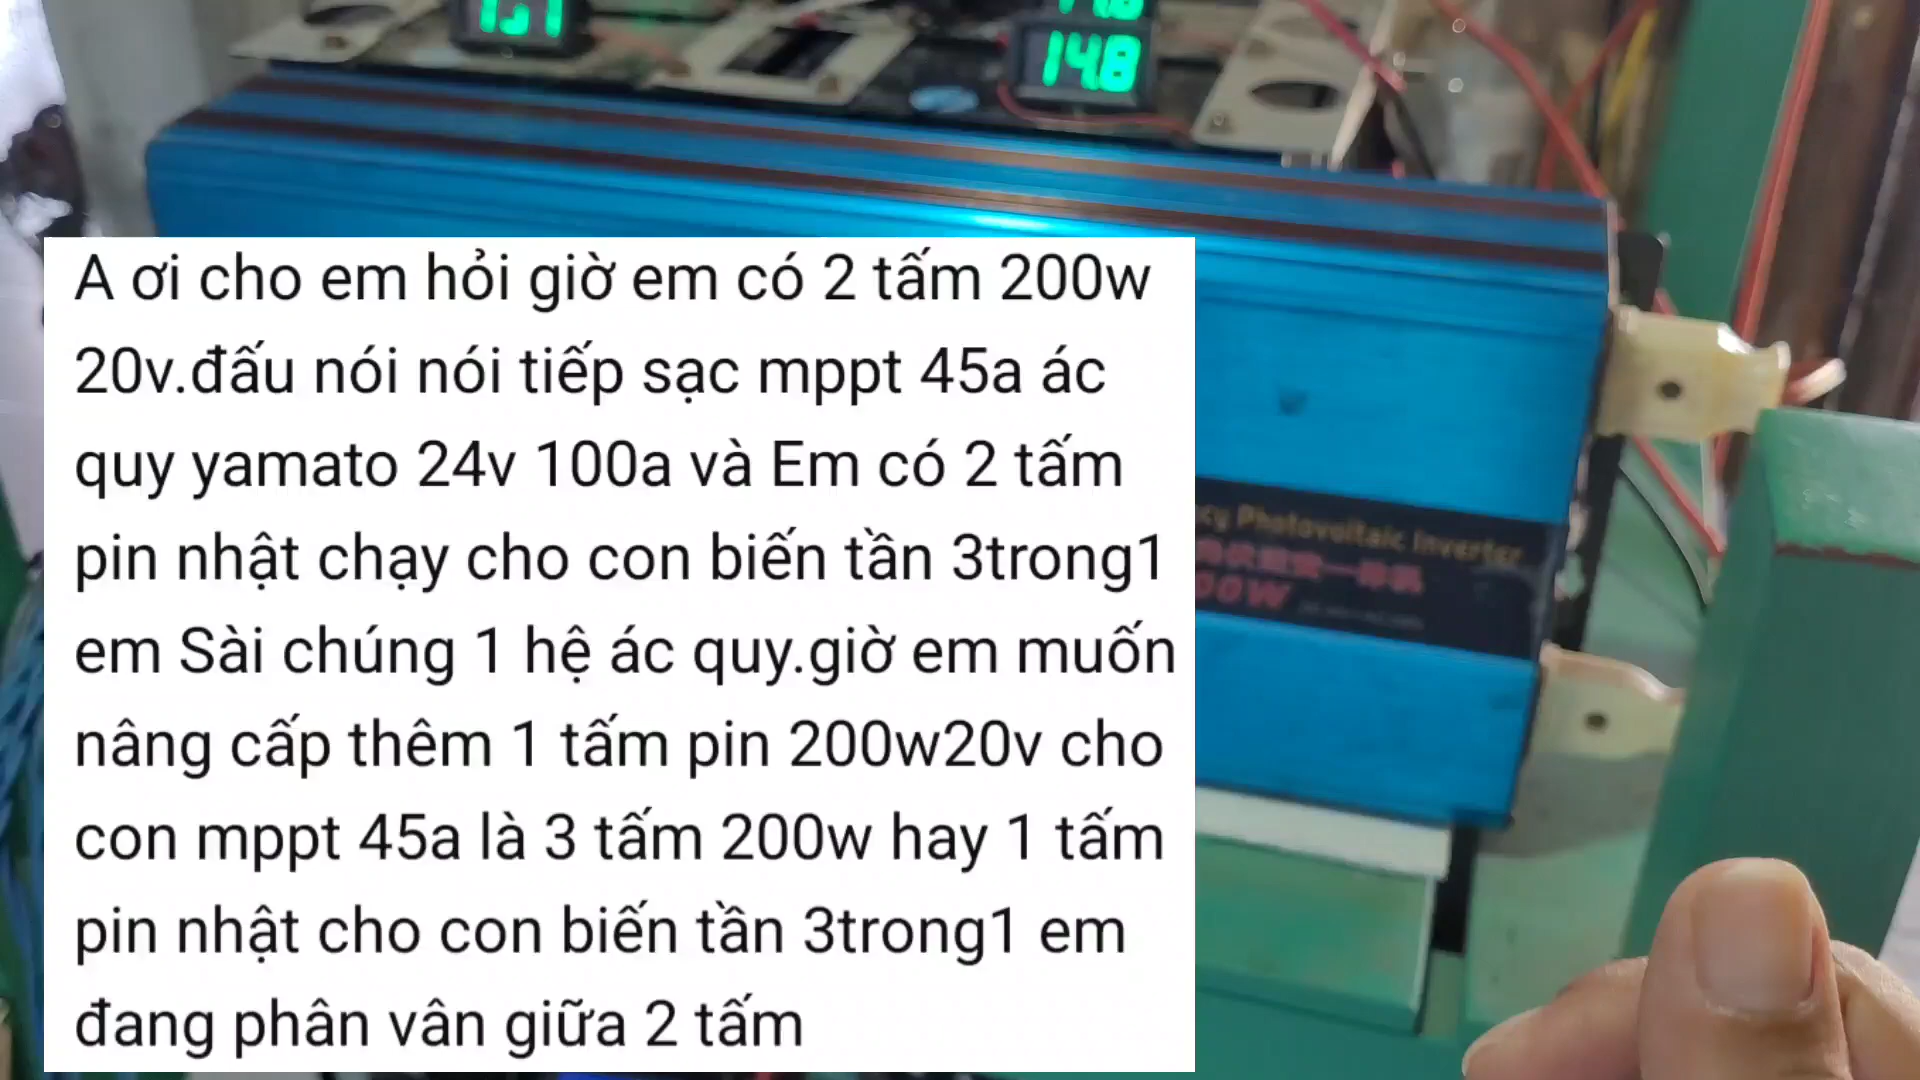 14.8
A ơi cho em hỏi giờ em có 2 tấm 200w
20v.đấu nói nói tiếp sạc mppt 45a ác
quy yamato 24v 100a và Em có 2 tấm
pin nhật chạy cho con biến tần 3trong1
em Sài chúng 1 hệ ác quy.giờ em muốn
nâng cấp thêm 1 tấm pin 200w20v cho
con mppt 45a là 3 tấm 200w hay 1 tấm
pin nhật cho con biến tần 3trong1 em
đang phân vân giữa 2 tấm
Photovoltaic Inverter
00W